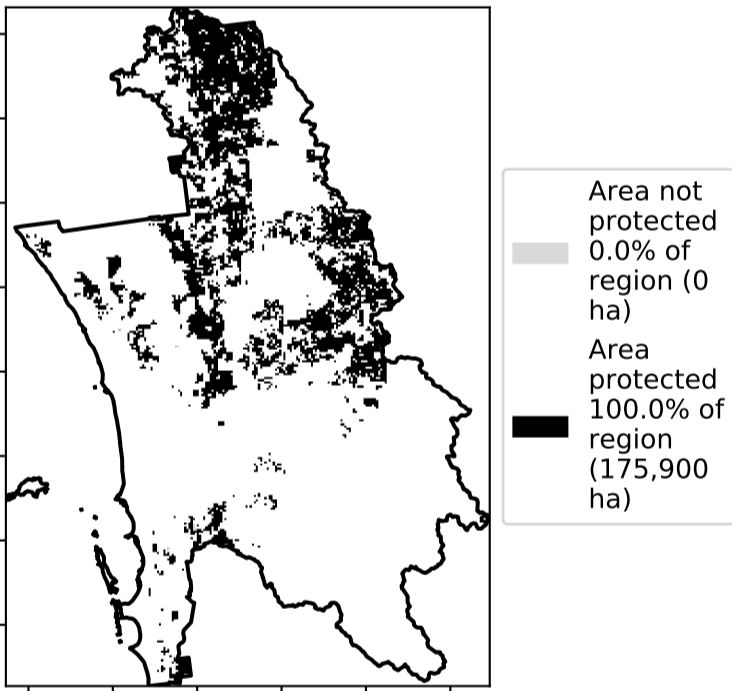 Area not
protected
0.0% of
region (0
ha)
Area
protected
100.0% of
region
(175,900
ha)